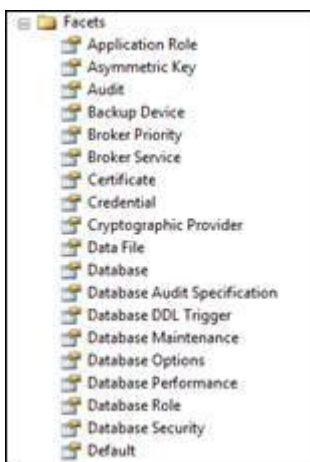 Facets
Application Role
Asymmetric Key
Audit
Backup Device
Broker Priority
Broker Service
Certificate
Credential
Cryptographic Provider
Data File
Database
Database Audit Specification
Database DDL Trigger
Database Maintenance
Database Options
Database Performance
Database Role
Database Security
Default